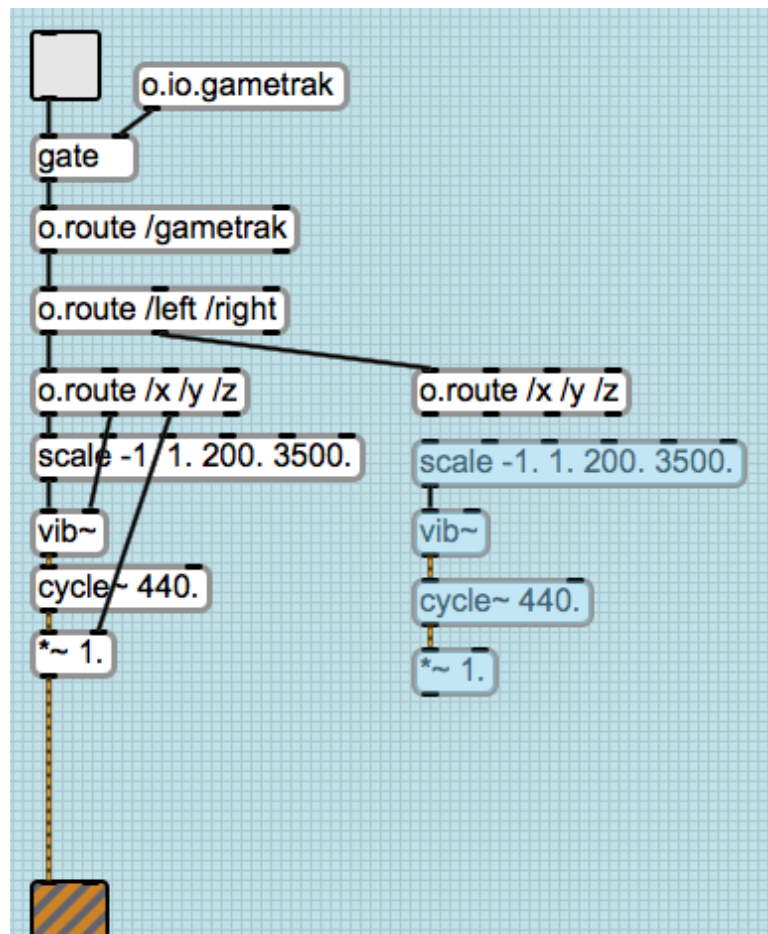 o.io.gametrak
gate
o.route /gametrak
o.route /left /right
o.route /x /y /z
o.route /x /y /z
scale -1. 1. 200. 3500.
scale -1. 1. 200. 3500.
vib~
vib~
cycle~ 440.
cycle~ 440.
*~ 1.
*~ 1.